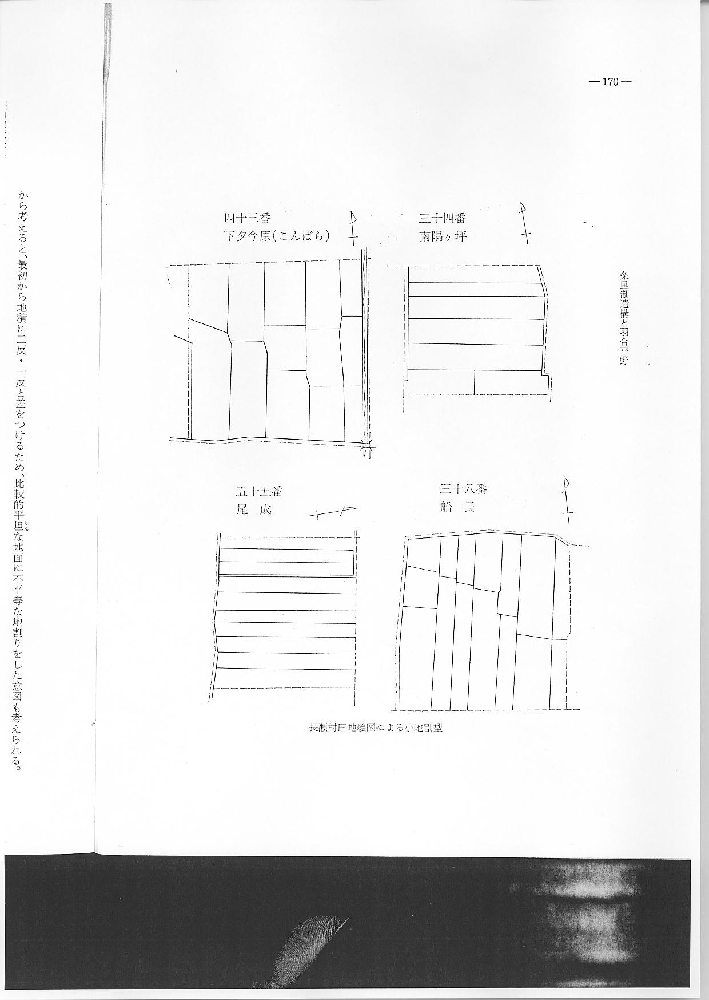 ―170―
条里制遺構と羽合平野
三十四番
南隅ヶ坪
四十三番
下夕今原(こんばら)
三十八番
船 長
五十五番
尾 成
長瀬村田地絵図による小地割型
から考えると、最初から地積に二反・一反と差をつけるため、比較的平坦な地面に不平等な地割りをした意図も考えられる。
たん